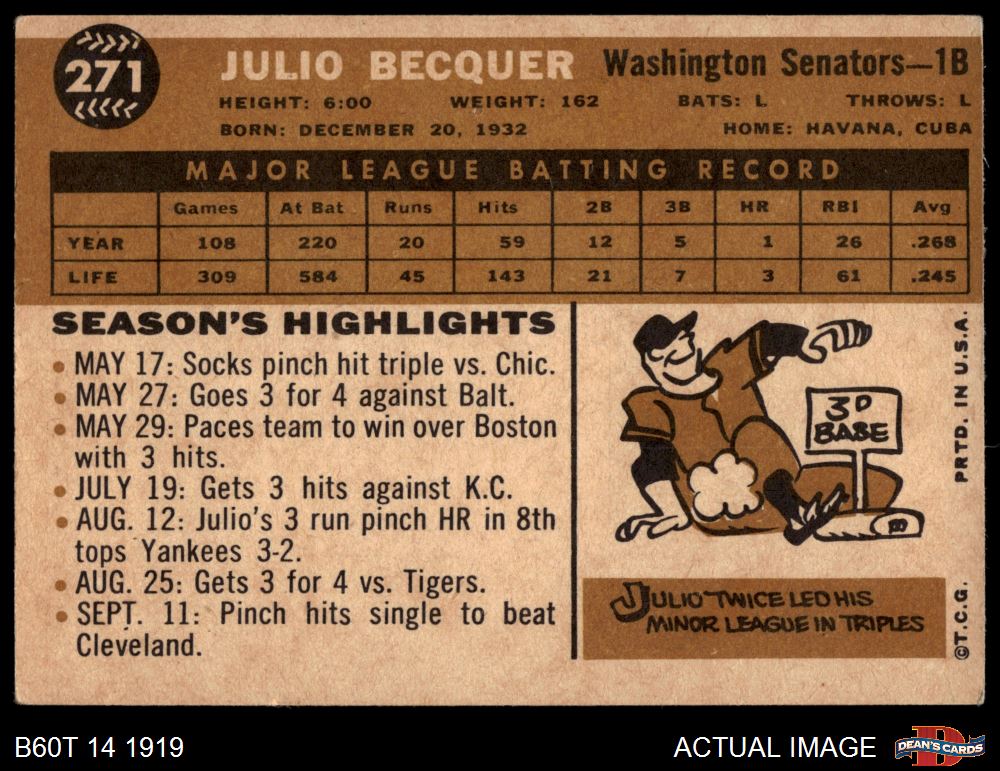 271
JULIO BECQUER Washington Senators—1B
HEIGHT: 6:00 WEIGHT: 162 BATS: L THROWS: L
BORN: DECEMBER 20, 1932 HOME: HAVANA, CUBA
MAJOR LEAGUE BATTING RECORD
Games At Bat Runs Hits 2B 3B HR RBI Avg
YEAR 108 220 20 59 12 5 1 26 .268
LIFE 309 584 45 143 21 7 3 61 .245
SEASON'S HIGHLIGHTS
• MAY 17: Socks pinch hit triple vs. Chic.
• MAY 27: Goes 3 for 4 against Balt.
• MAY 29: Paces team to win over Boston
with 3 hits.
• JULY 19: Gets 3 hits against K.C.
• AUG. 12: Julio's 3 run pinch HR in 8th
tops Yankees 3-2.
• AUG. 25: Gets 3 for 4 vs. Tigers.
• SEPT. 11: Pinch hits single to beat
Cleveland.
3D
BASE
JULIO TWICE LED HIS
MINOR LEAGUE IN TRIPLES
©T.C.G. PRTD. IN U.S.A.
B60T 14 1919
ACTUAL IMAGE
D
DEAN'S CARDS